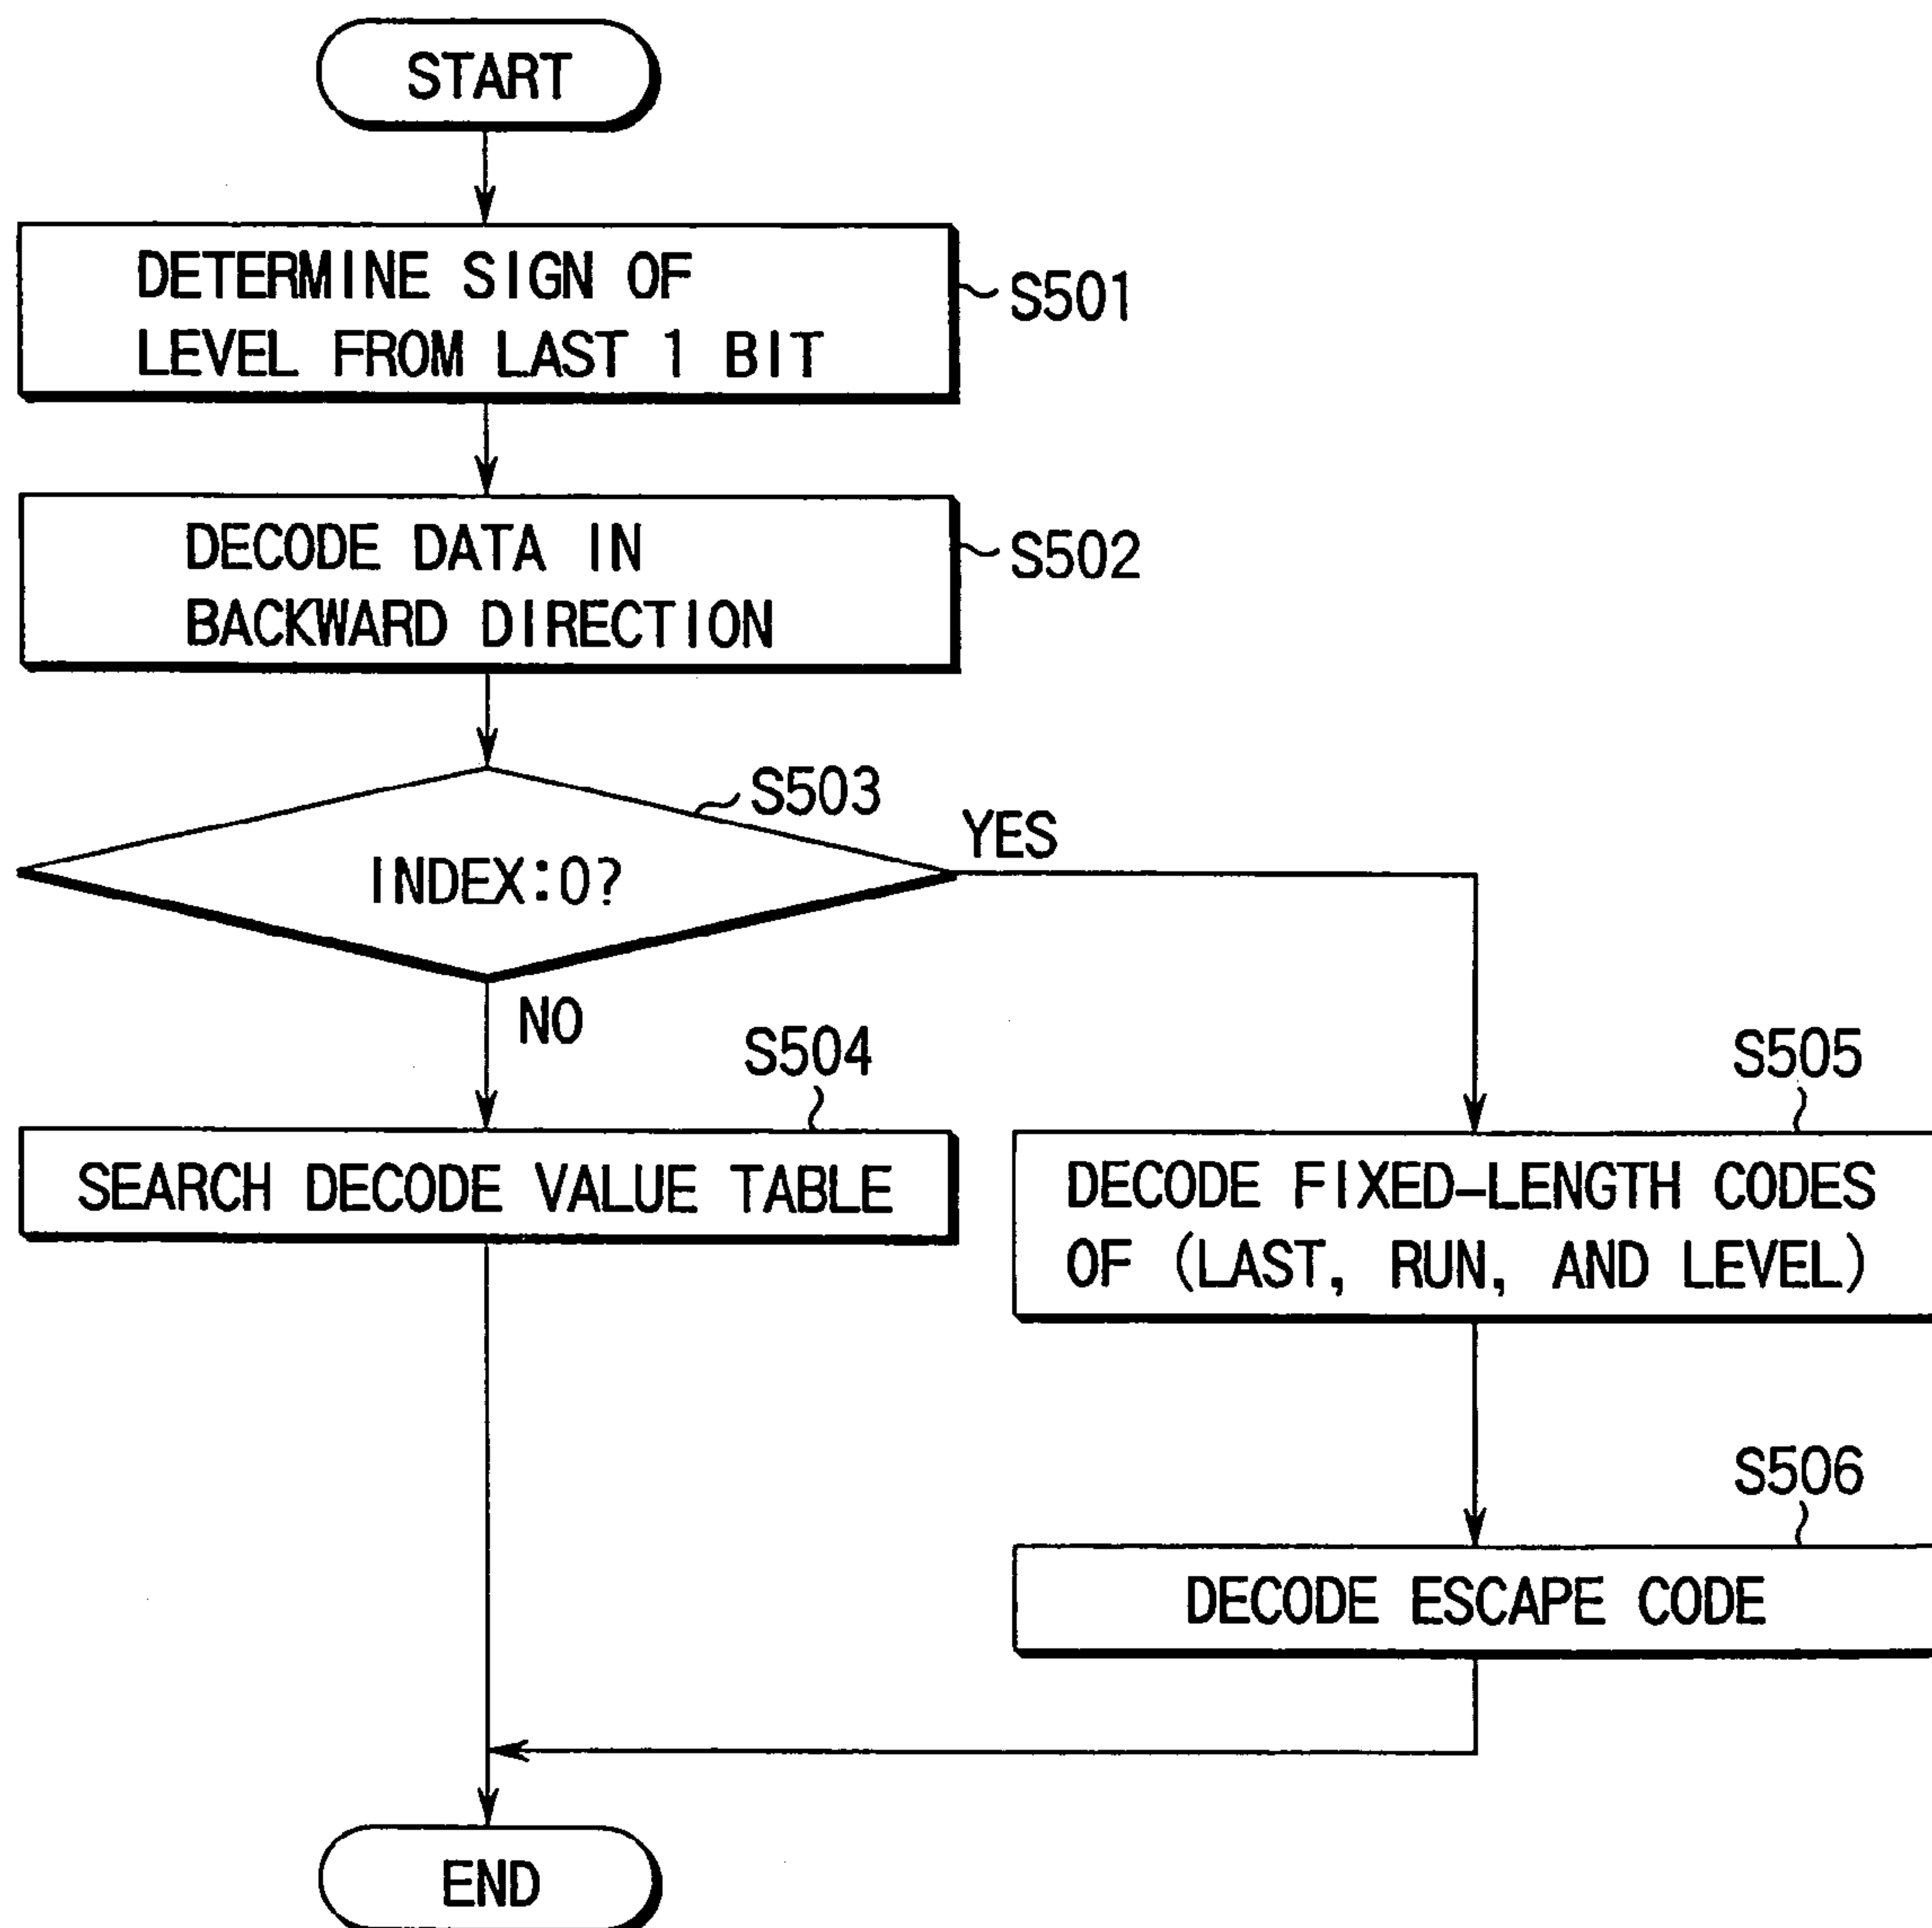 START
DETERMINE SIGN OF
LEVEL FROM LAST 1 BIT
S501
DECODE DATA IN
BACKWARD DIRECTION
S502
S503
INDEX:0?
YES
NO
S504
SEARCH DECODE VALUE TABLE
S505
DECODE FIXED-LENGTH CODES
OF (LAST, RUN, AND LEVEL)
S506
DECODE ESCAPE CODE
END